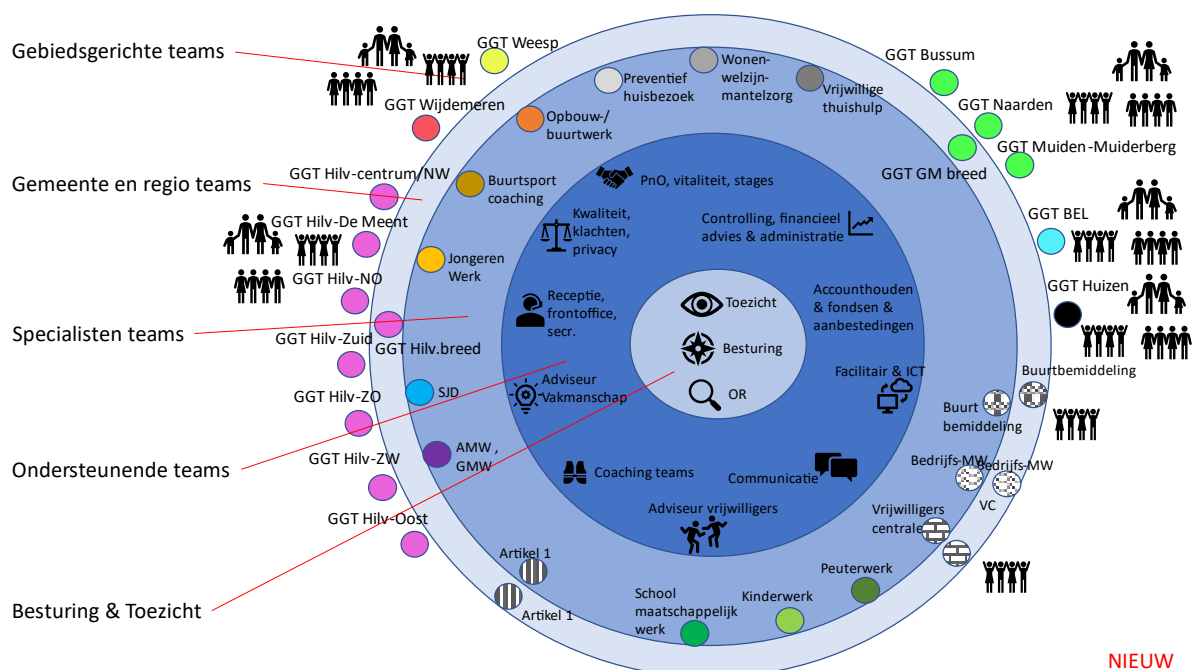 Gebiedsgerichte teams
Gemeente en regio teams
Specialisten teams
Ondersteunende teams
Besturing & Toezicht
GGT Weesp
GGT Wijdemeren
GGT Hilv-centrum/NW
GGT Hilv-De Meent
GGT Hilv-NO
GGT Hilv-Zuid
GGT Hilv.breed
GGT Hilv-ZO
GGT Hilv-ZW
GGT Hilv-Oost
Preventief
huisbezoek
Wonen-
welzijn-
mantelzorg
Vrijwillige
thuishulp
Opbouw-/
buurtwerk
Buurtsport
coaching
Jongeren
Werk
SJD
AMW ,
GMW
Artikel 1
Artikel 1
School
maatschappelijk
werk
Kinderwerk
Peuterwerk
GGT Bussum
GGT Naarden
GGT Muiden-Muiderberg
GGT GM breed
GGT BEL
GGT Huizen
Buurtbemiddeling
Buurt
bemiddeling
Bedrijfs-MW
Bedrijfs-MW
VC
Vrijwilligers
centrale
PnO, vitaliteit, stages
Kwaliteit,
klachten,
privacy
Controlling, financieel
advies & administratie
Receptie,
frontoffice,
secr.
Accounthouden
& fondsen &
aanbestedingen
Adviseur
Vakmanschap
Facilitair & ICT
Coaching teams
Communicatie
Adviseur vrijwilligers
Toezicht
Besturing
OR
NIEUW